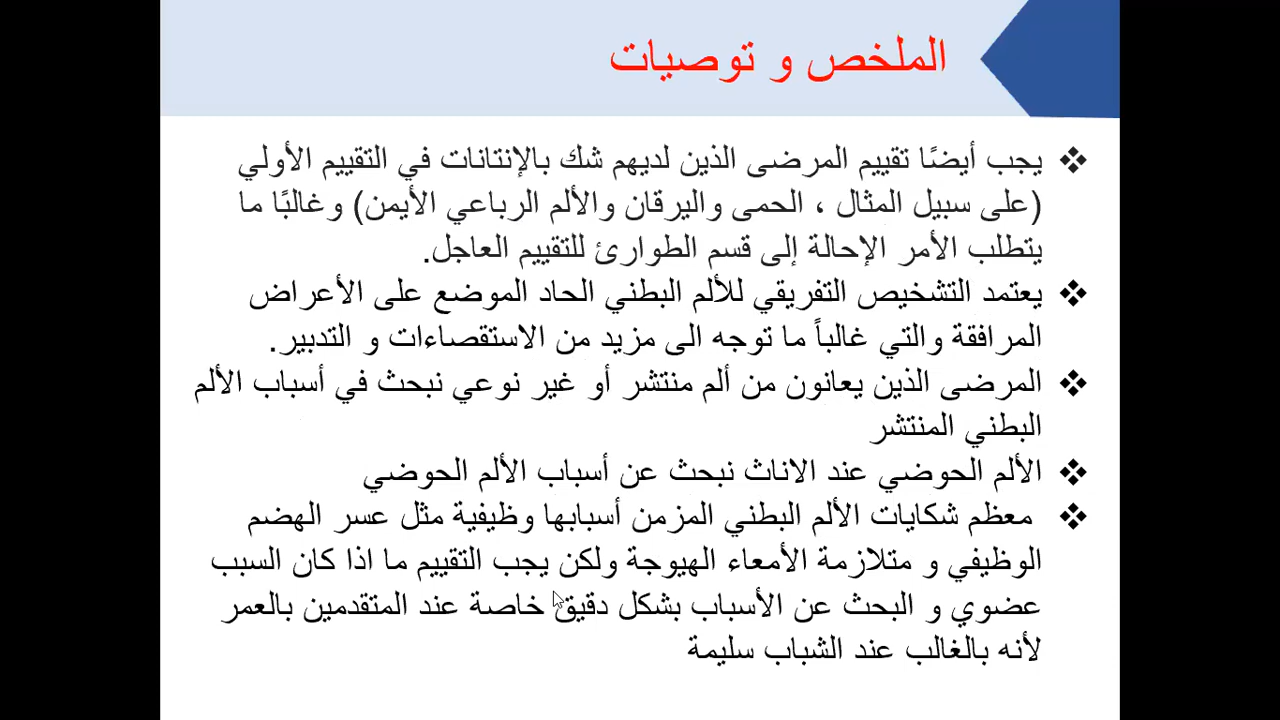 الملخص و توصيات
يجب أيضًا تقييم المرضى الذين لديهم شك بالإنتانات في التقييم الأولي
(على سبيل المثال ، الحمى واليرقان والألم الرباعي الأيمن) وغالبًا ما
يتطلب الأمر الإحالة إلى قسم الطوارئ للتقييم العاجل.
يعتمد التشخيص التفريقي للألم البطني الحاد الموضع على الأعراض
المرافقة والتي غالباً ما توجه الى مزيد من الاستقصاءات و التدبير.
المرضى الذين يعانون من ألم منتشر أو غير نوعي نبحث في أسباب الألم
البطني المنتشر
الألم الحوضي عند الاناث نبحث عن أسباب الألم الحوضي
معظم شكايات الألم البطني المزمن أسبابها وظيفية مثل عسر الهضم
الوظيفي و متلازمة الأمعاء الهيوجة ولكن يجب التقييم ما اذا كان السبب
عضوي و البحث عن الأسباب بشكل دقيق خاصة عند المتقدمين بالعمر
لأنه بالغالب عند الشباب سليمة